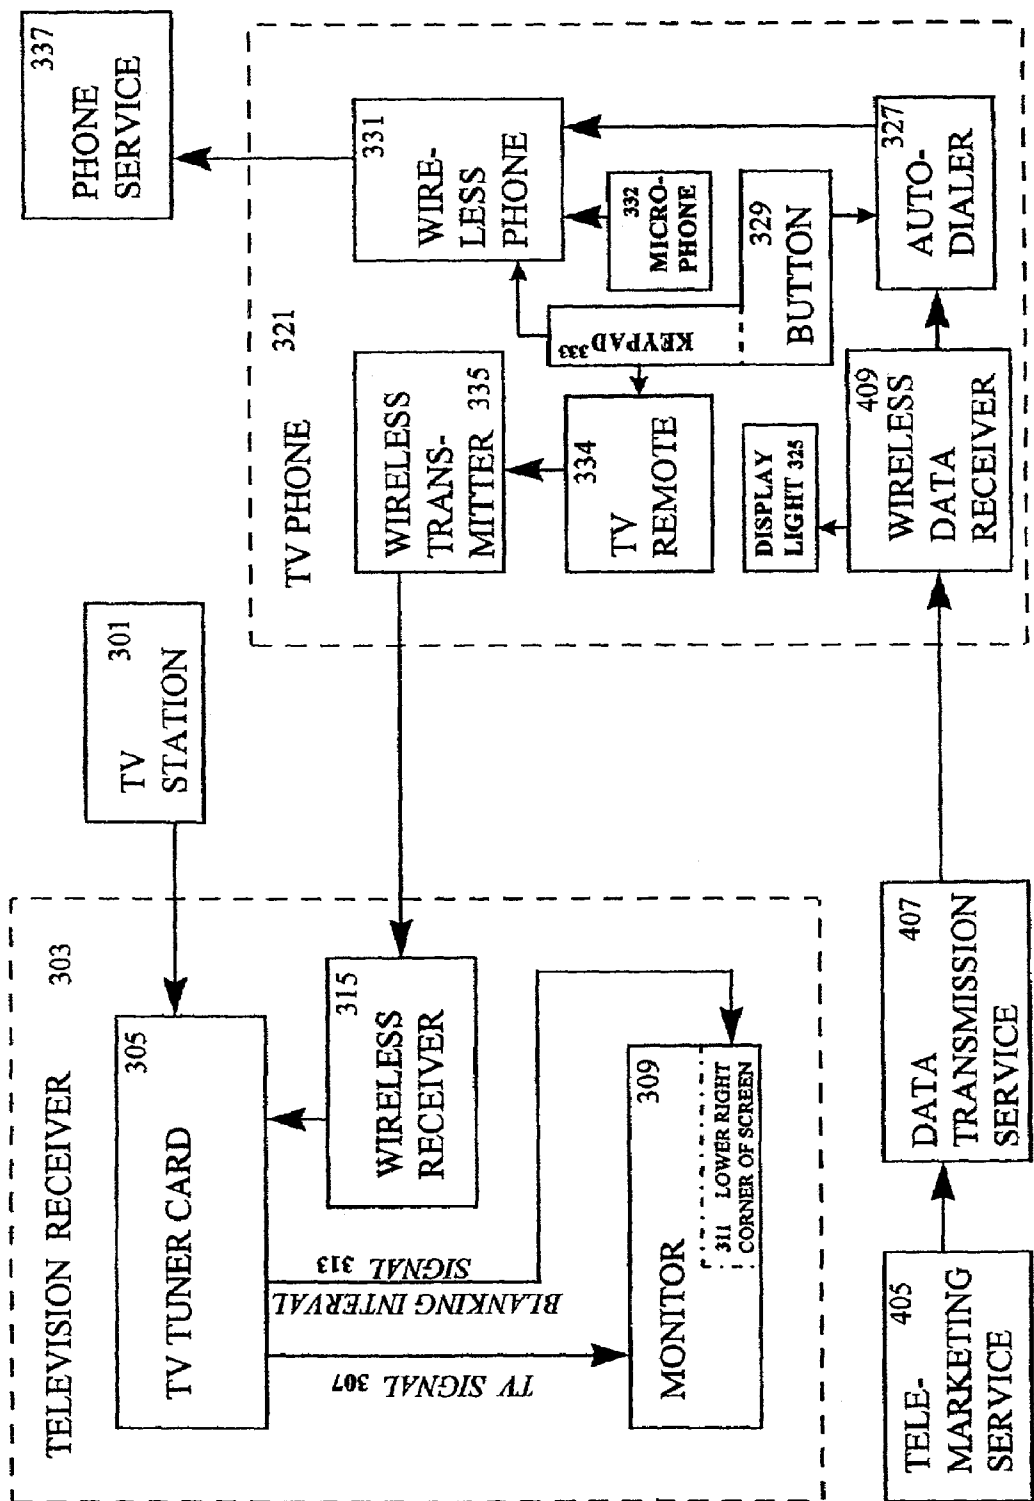 TELEVISION RECEIVER 303
TV TUNER CARD
305
TV SIGNAL 307
BLANKING INTERVAL
SIGNAL 313
WIRELESS
RECEIVER
315
MONITOR
309
311 LOWER RIGHT
CORNER OF SCREEN
TV
STATION
301
TELE-
MARKETING
SERVICE
405
DATA
TRANSMISSION
SERVICE
407
TV PHONE 321
WIRELESS
TRANS-
MITTER
335
TV
REMOTE
334
DISPLAY
LIGHT 325
WIRELESS
DATA
RECEIVER
409
KEYPAD 333
BUTTON
329
332
MICRO-
PHONE
WIRE-
LESS
PHONE
331
AUTO-
DIALER
327
PHONE
SERVICE
337